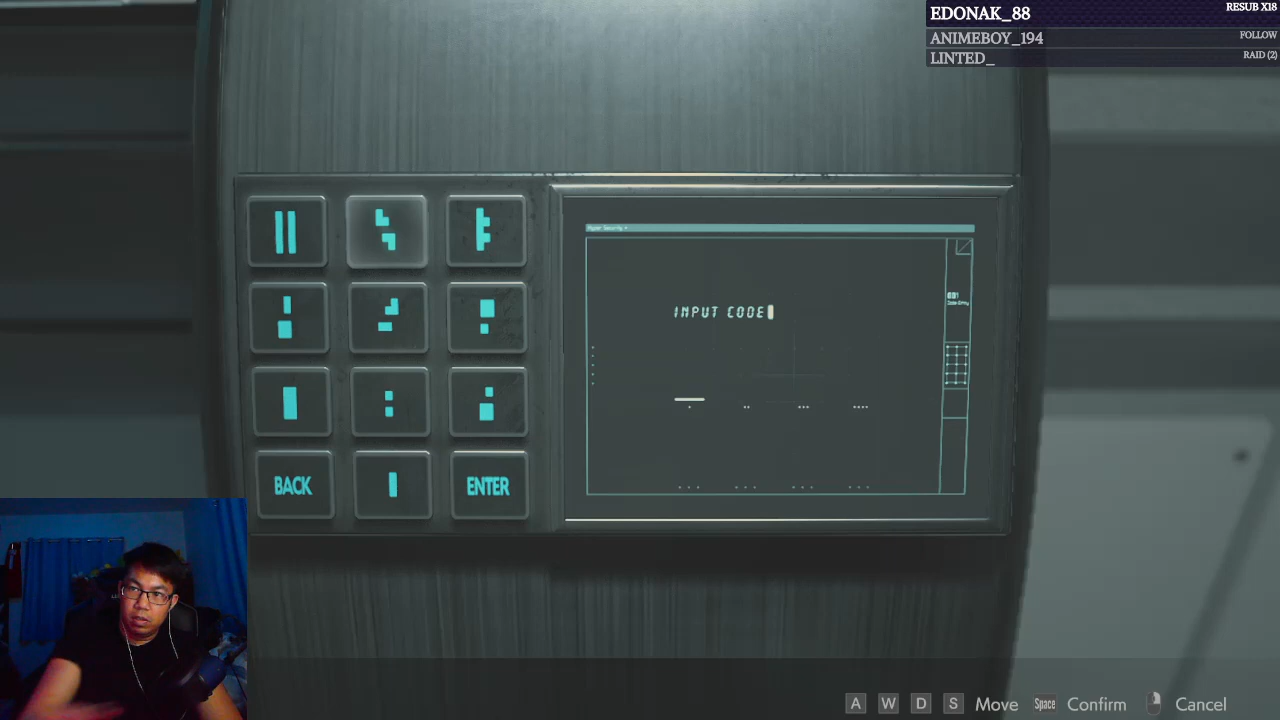 EDONAK_88
RESUB X18
ANIMEBOY_194
FOLLOW
LINTED_
RAID (2)
INPUT CODE
BACK
ENTER
A W D S Move Space Confirm Cancel